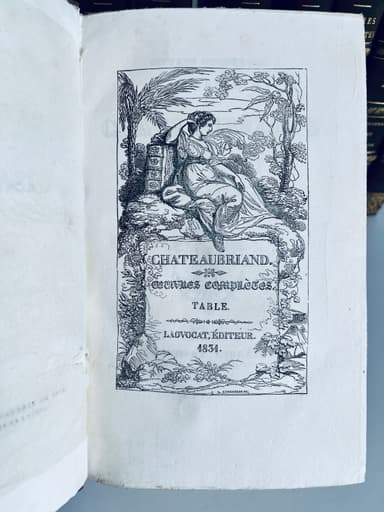 CHATEAUBRIAND.
ŒUVRES COMPLÈTES.
TABLE.
LADVOCAT, ÉDITEUR.
1831.